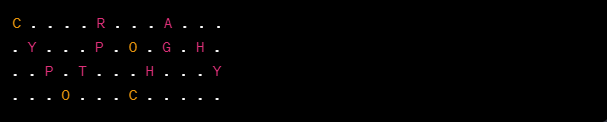 C . . . . R . . . A . . .
. Y . . . P . O . G . H .
. . P . T . . . H . . . Y
. . . O . . . C . . . . .